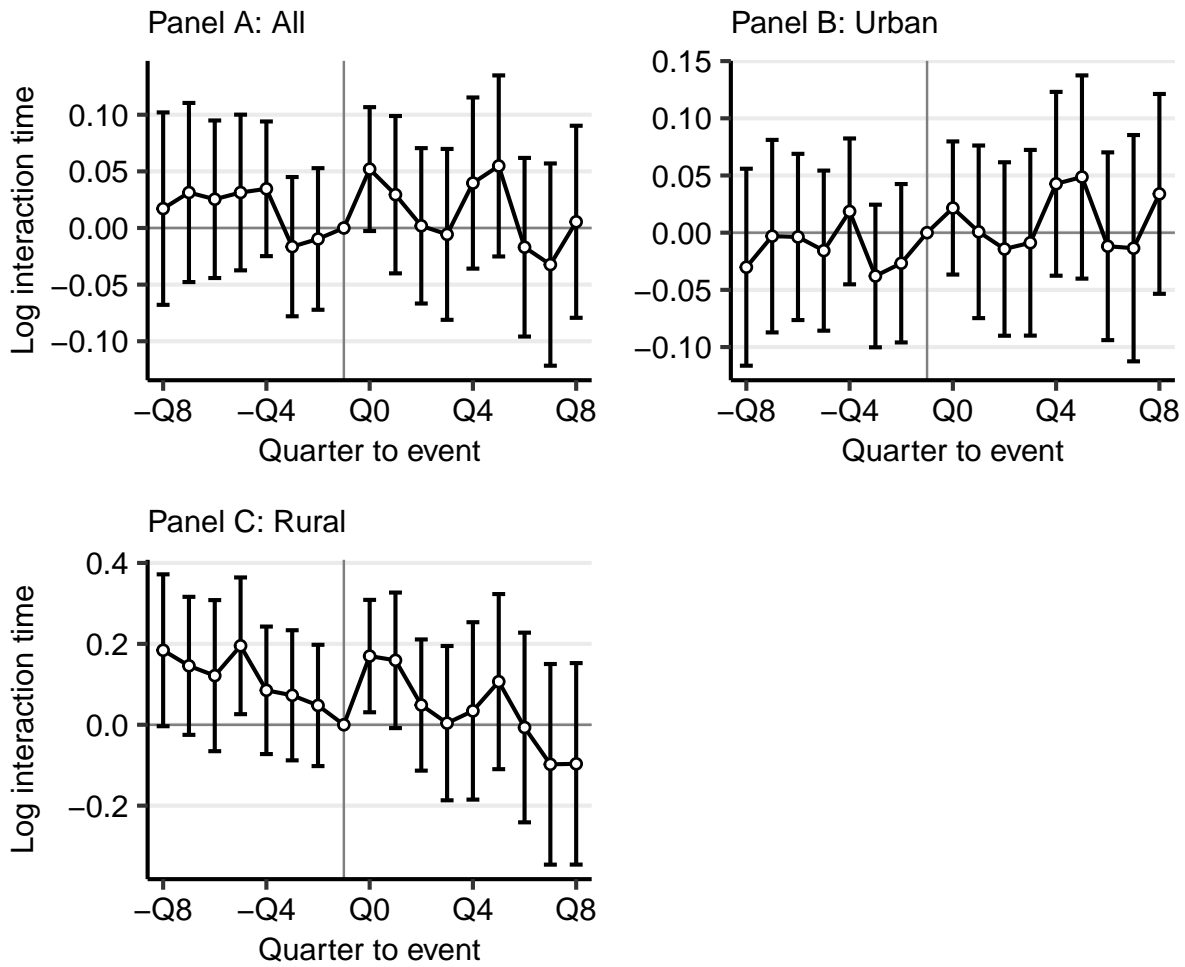 Panel A: All
Log interaction time
0.10
0.05
0.00
−0.05
−0.10
−Q8 −Q4 Q0 Q4 Q8
Quarter to event
Panel B: Urban
0.15
0.10
0.05
0.00
−0.05
−0.10
−Q8 −Q4 Q0 Q4 Q8
Quarter to event
Panel C: Rural
Log interaction time
0.4
0.2
0.0
−0.2
−Q8 −Q4 Q0 Q4 Q8
Quarter to event